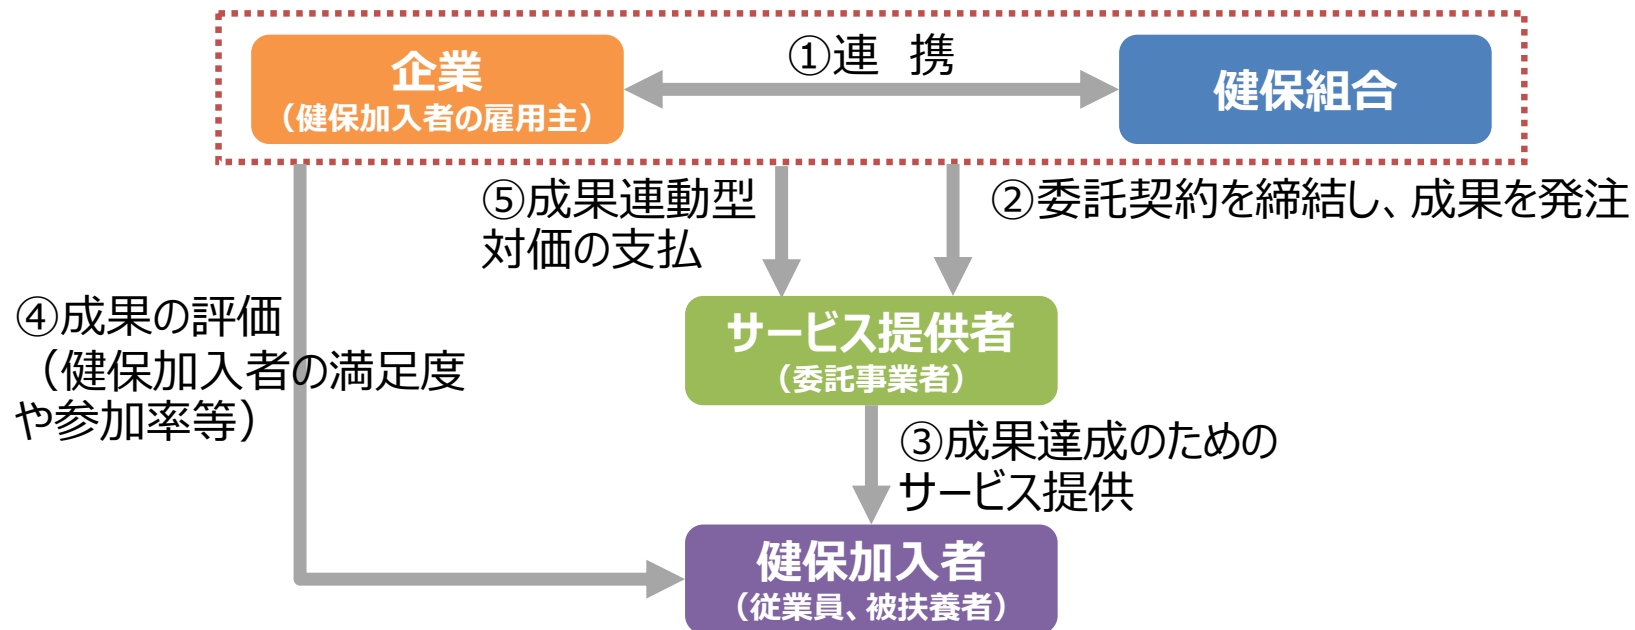 企業
（健保加入者の雇用主）
①連　携
健保組合
⑤成果連動型
対価の支払
②委託契約を締結し、成果を発注
④成果の評価
（健保加入者の満足度
や参加率等）
サービス提供者
（委託事業者）
③成果達成のための
サービス提供
健保加入者
（従業員、被扶養者）